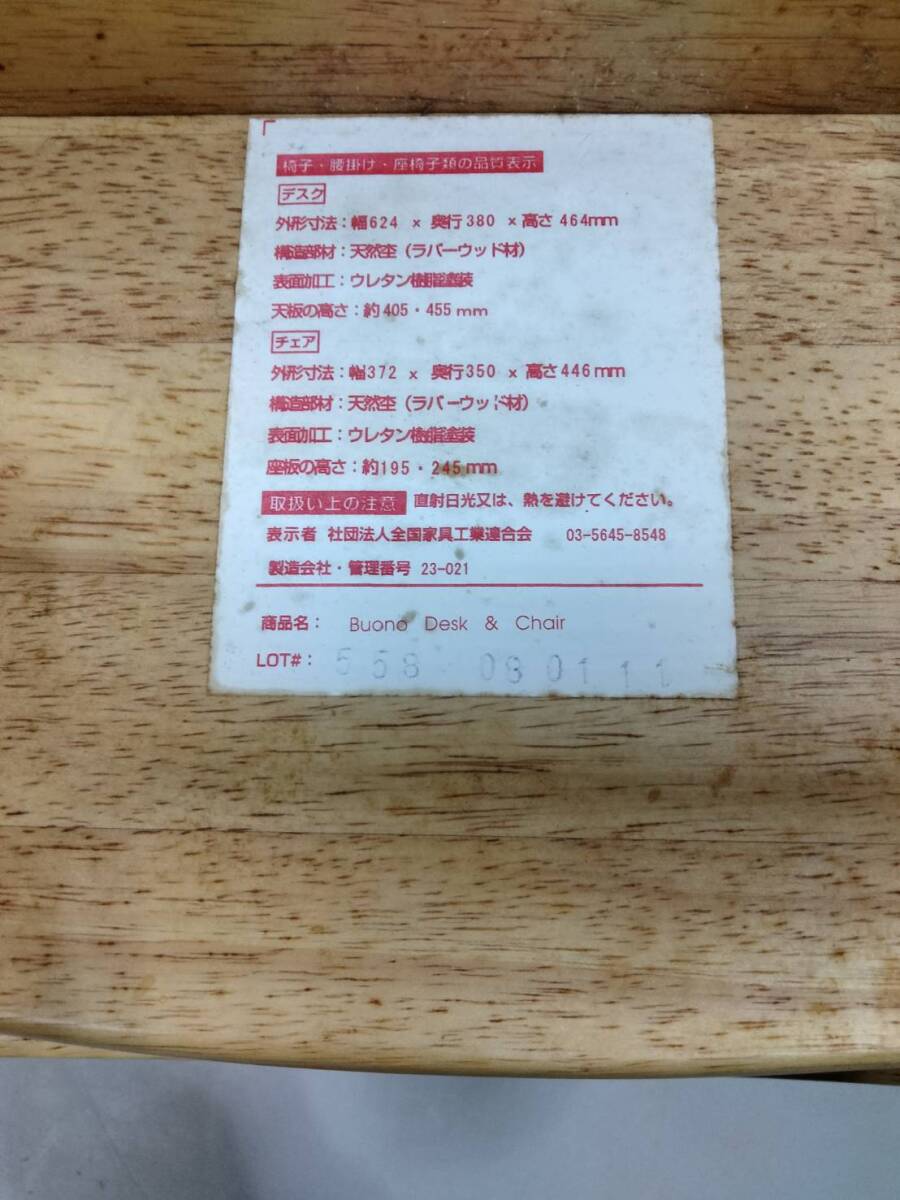 椅子・腰掛け・座椅子類の品質表示
デスク
外形寸法：幅624 × 奥行380 × 高さ464mm
構造部材：天然杢（ラバーウッド材）
表面加工：ウレタン樹脂塗装
天板の高さ：約405・455mm
チェア
外形寸法：幅372 × 奥行350 × 高さ446mm
構造部材：天然杢（ラバーウッド材）
表面加工：ウレタン樹脂塗装
座板の高さ：約195・245mm
取扱い上の注意 直射日光又は、熱を避けてください。
表示者 社団法人全国家具工業連合会 03-5645-8548
製造会社・管理番号 23-021
商品名： Buono Desk & Chair
LOT#： 558 080111